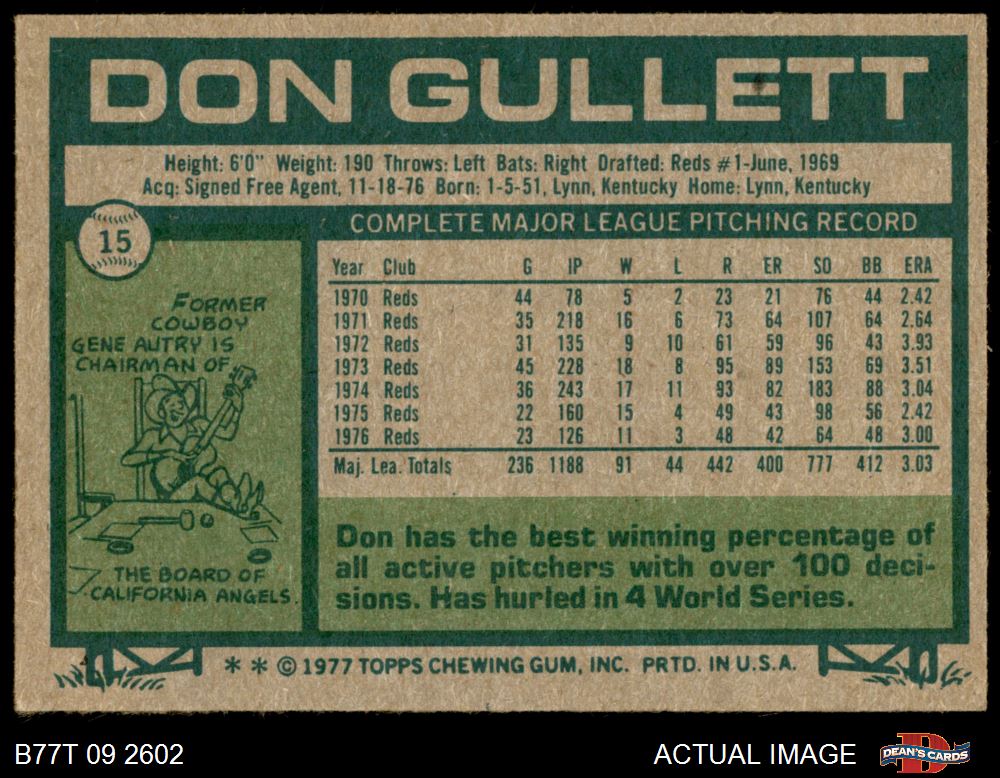 DON GULLETT
Height: 6'0" Weight: 190 Throws: Left Bats: Right Drafted: Reds #1-June, 1969
Acq: Signed Free Agent, 11-18-76 Born: 1-5-51, Lynn, Kentucky Home: Lynn, Kentucky
15
FORMER
COWBOY
GENE AUTRY IS
CHAIRMAN OF
THE BOARD OF
CALIFORNIA ANGELS.
COMPLETE MAJOR LEAGUE PITCHING RECORD
Year Club G IP W L R ER SO BB ERA
1970 Reds 44 78 5 2 23 21 76 44 2.42
1971 Reds 35 218 16 6 73 64 107 64 2.64
1972 Reds 31 135 9 10 61 59 96 43 3.93
1973 Reds 45 228 18 8 95 89 153 69 3.51
1974 Reds 36 243 17 11 93 82 183 88 3.04
1975 Reds 22 160 15 4 49 43 98 56 2.42
1976 Reds 23 126 11 3 48 42 64 48 3.00
Maj. Lea. Totals 236 1188 91 44 442 400 777 412 3.03
Don has the best winning percentage of
all active pitchers with over 100 deci-
sions. Has hurled in 4 World Series.
* * © 1977 TOPPS CHEWING GUM, INC. PRTD. IN U.S.A.
B77T 09 2602
ACTUAL IMAGE
D
DEAN'S CARDS